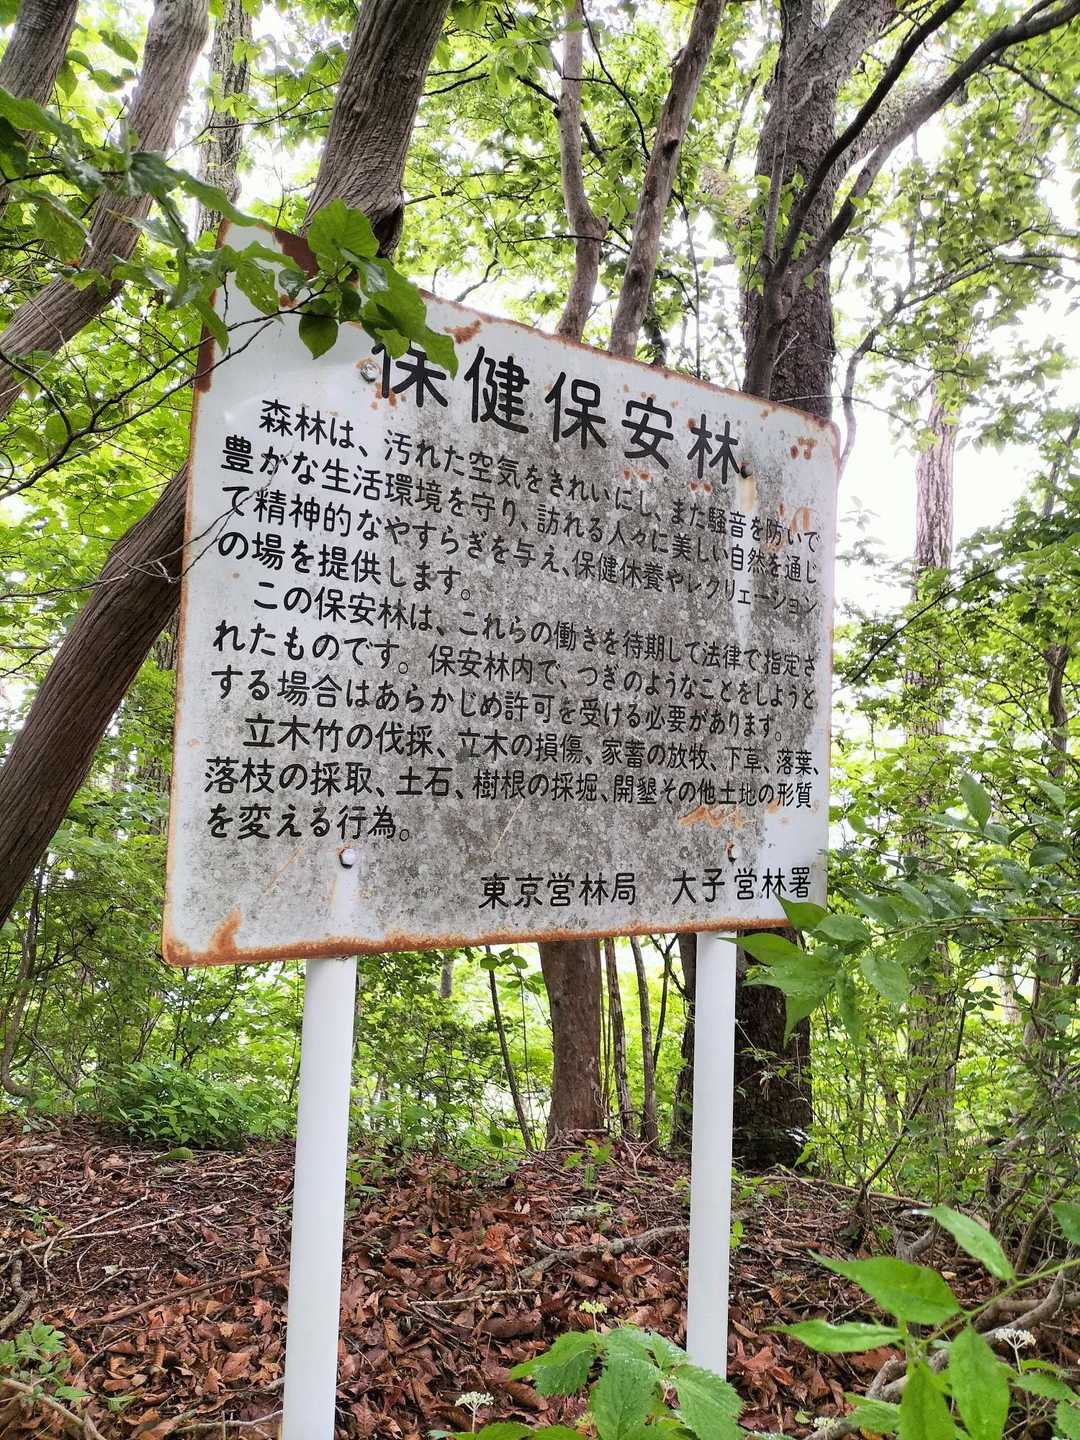 保健保安林
森林は、汚れた空気をきれいにし、また騒音を防いで
豊かな生活環境を守り、訪れる人々に美しい自然を通じ
て精神的なやすらぎを与え、保健休養やレクリエーション
の場を提供します。
この保安林は、これらの働きを待期して法律で指定さ
れたものです。保安林内で、つぎのようなことをしようと
する場合はあらかじめ許可を受ける必要があります。
立木竹の伐採、立木の損傷、家蓄の放牧、下草、落葉、
落枝の採取、土石、樹根の採堀、開墾その他土地の形質
を変える行為。
東京営林局 大子営林署